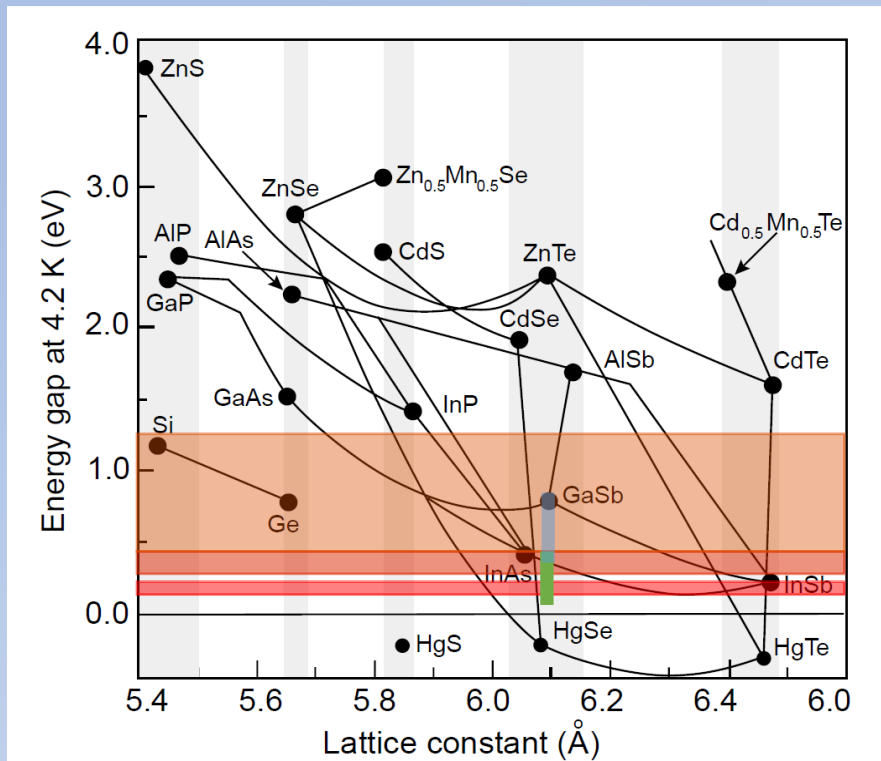 4.0
ZnS
3.0
ZnSe
Zn0.5Mn0.5Se
AlP
AlAs
CdS
ZnTe
Cd0.5Mn0.5Te
GaP
2.0
CdSe
AlSb
CdTe
GaAs
InP
Si
1.0
Ge
GaSb
InAs
InSb
0.0
HgS
HgSe
HgTe
5.4 5.6 5.8 6.0 6.2 6.4 6.0
Lattice constant (Å)
Energy gap at 4.2 K (eV)